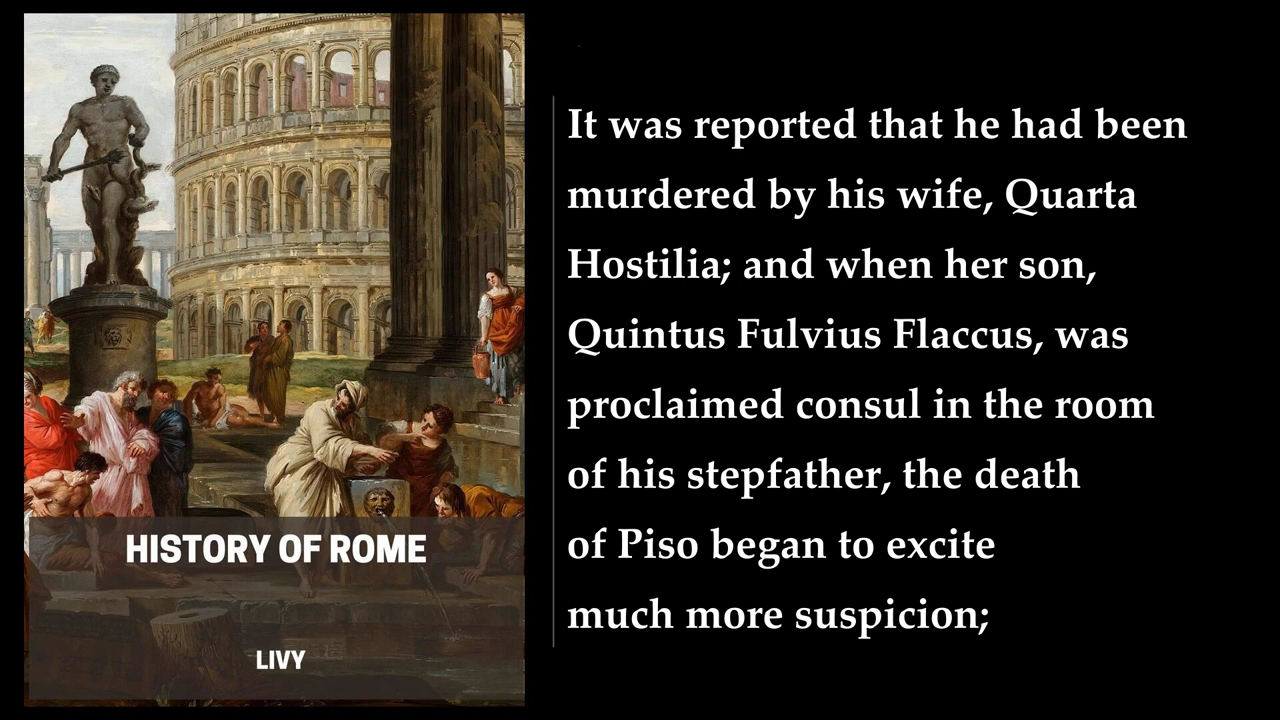 HISTORY OF ROME
LIVY
It was reported that he had been
murdered by his wife, Quarta
Hostilia; and when her son,
Quintus Fulvius Flaccus, was
proclaimed consul in the room
of his stepfather, the death
of Piso began to excite
much more suspicion;